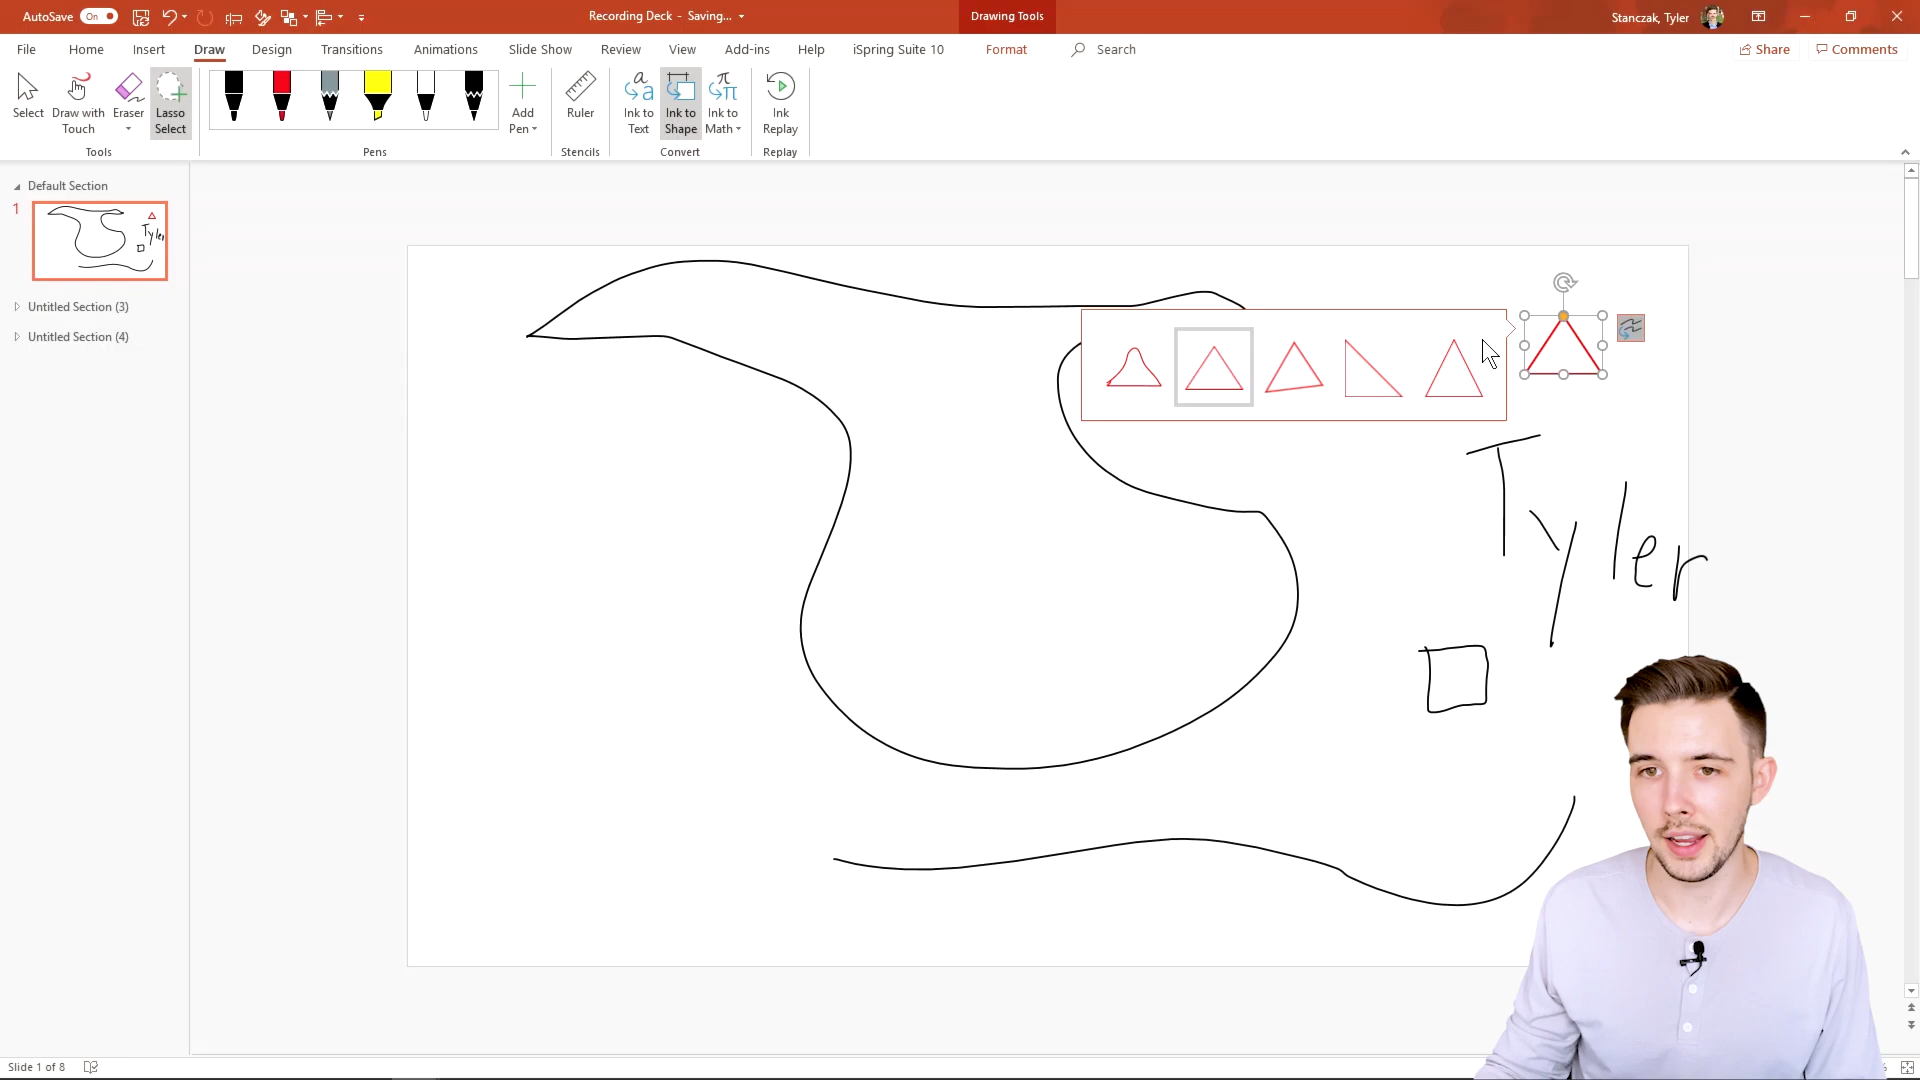 AutoSave On Recording Deck - Saving... Drawing Tools Stanczak, Tyler
File Home Insert Draw Design Transitions Animations Slide Show Review View Add-ins Help iSpring Suite 10 Format Search Share Comments
Select Draw with Touch Eraser Lasso Select Add Pen Ruler Ink to Text Ink to Shape Ink to Math Ink Replay
Tools Pens Stencils Convert Replay
Default Section
1
Tyler
Untitled Section (3)
Untitled Section (4)
Tyler
Slide 1 of 8